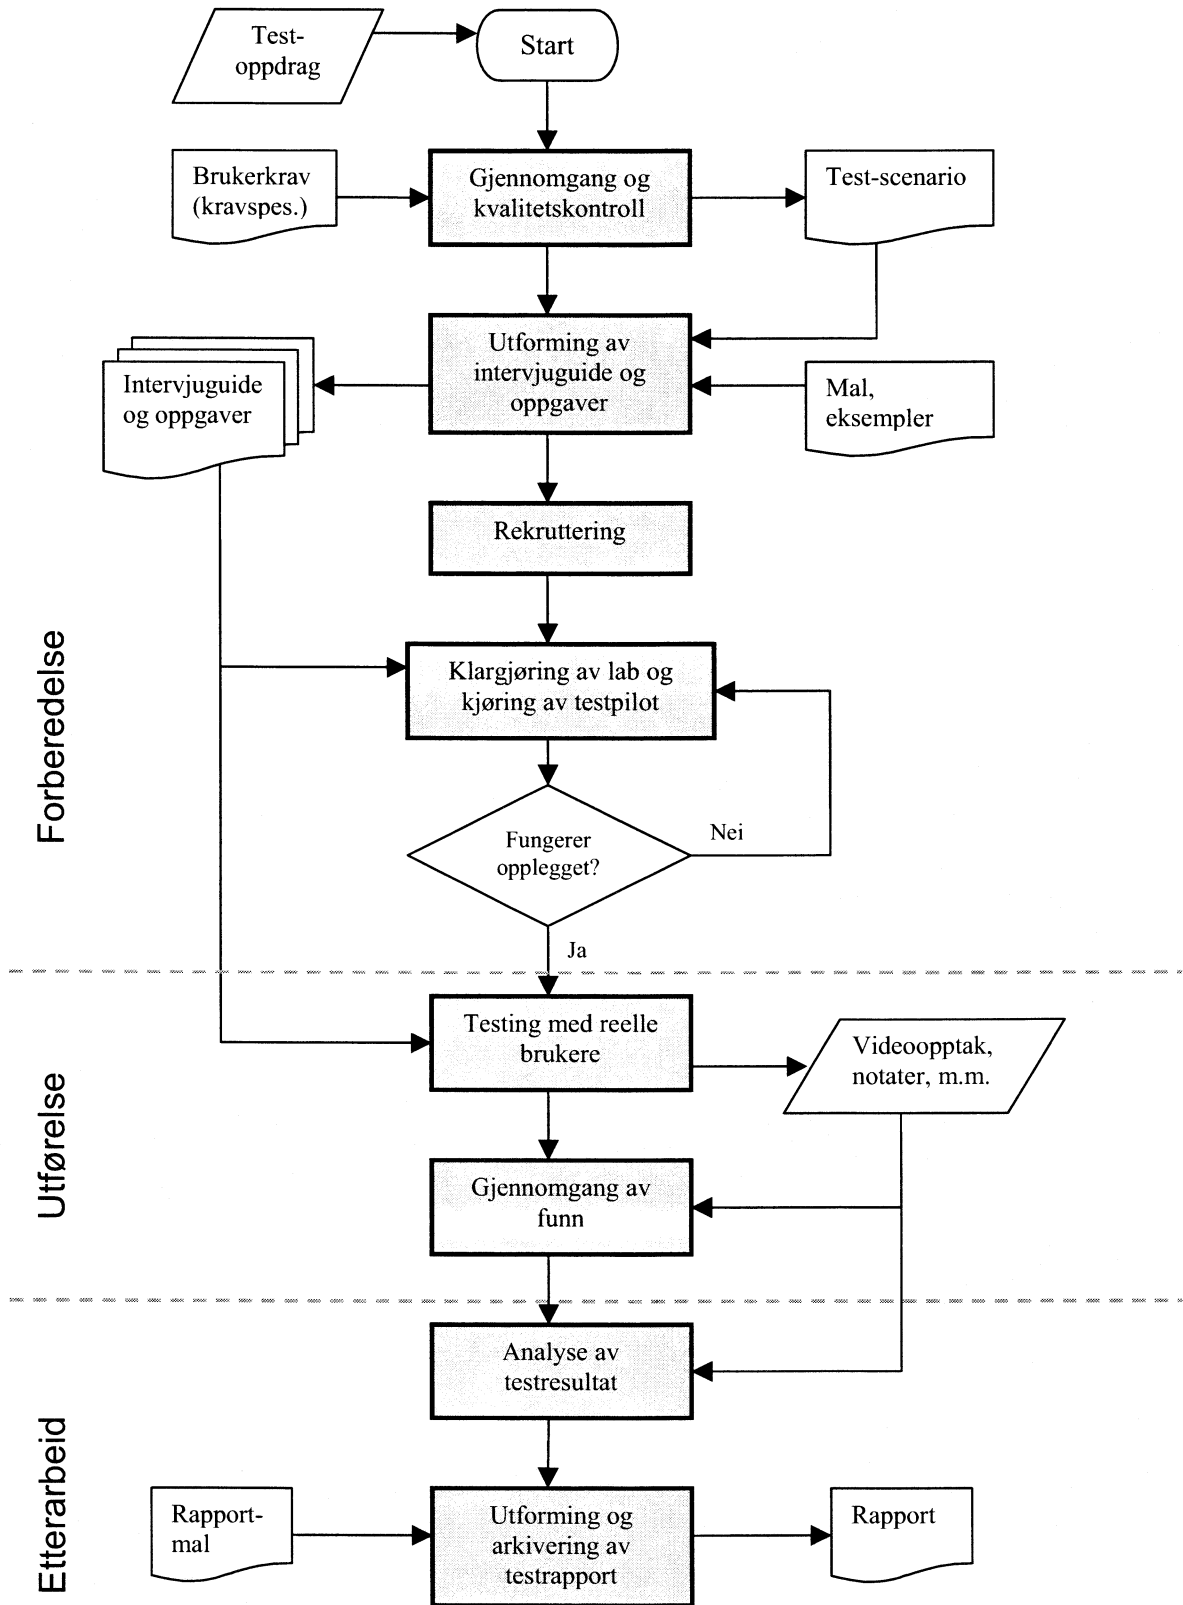 Test-
oppdrag
Start
Brukerkrav
(kravspes.)
Gjennomgang og
kvalitetskontroll
Test-scenario
Utforming av
intervjuguide og
oppgaver
Intervjuguide
og oppgaver
Mal,
eksempler
Rekruttering
Forberedelse
Klargjøring av lab og
kjøring av testpilot
Fungerer
opplegget?
Nei
Ja
Utførelse
Testing med reelle
brukere
Videoopptak,
notater, m.m.
Gjennomgang av
funn
Etterarbeid
Analyse av
testresultat
Rapport-
mal
Utforming og
arkivering av
testrapport
Rapport